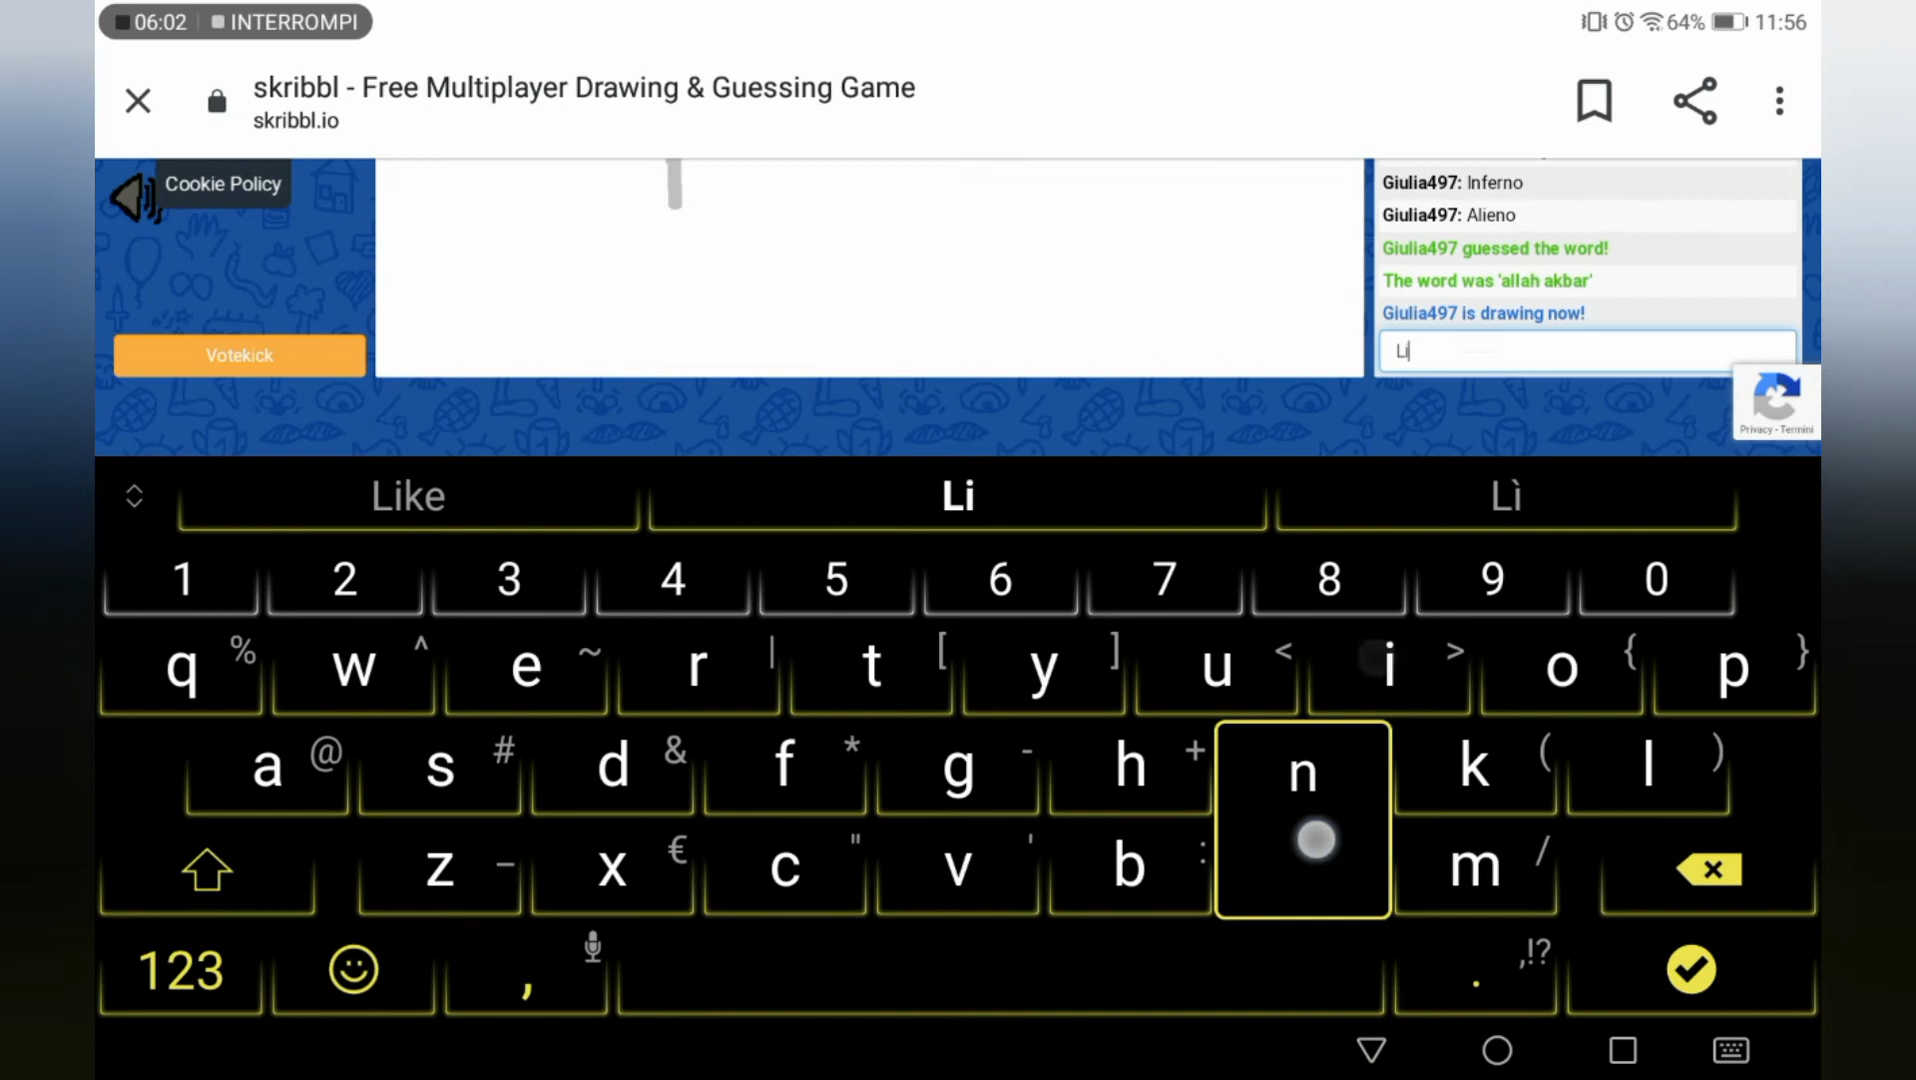 06:02 INTERROMPI
64% 11:56
skribbl - Free Multiplayer Drawing & Guessing Game
skribbl.io
Cookie Policy
Votekick
Giulia497: Inferno
Giulia497: Alieno
Giulia497 guessed the word!
The word was 'allah akbar'
Giulia497 is drawing now!
Li
Privacy - Termini
Like Li Lì
1 2 3 4 5 6 7 8 9 0
q % w ^ e ~ r | t [ y ] u < i > o { p }
a @ s # d & f * g - h + n k ( l )
z – x € c " v ' b : m /
123 , . ,!?